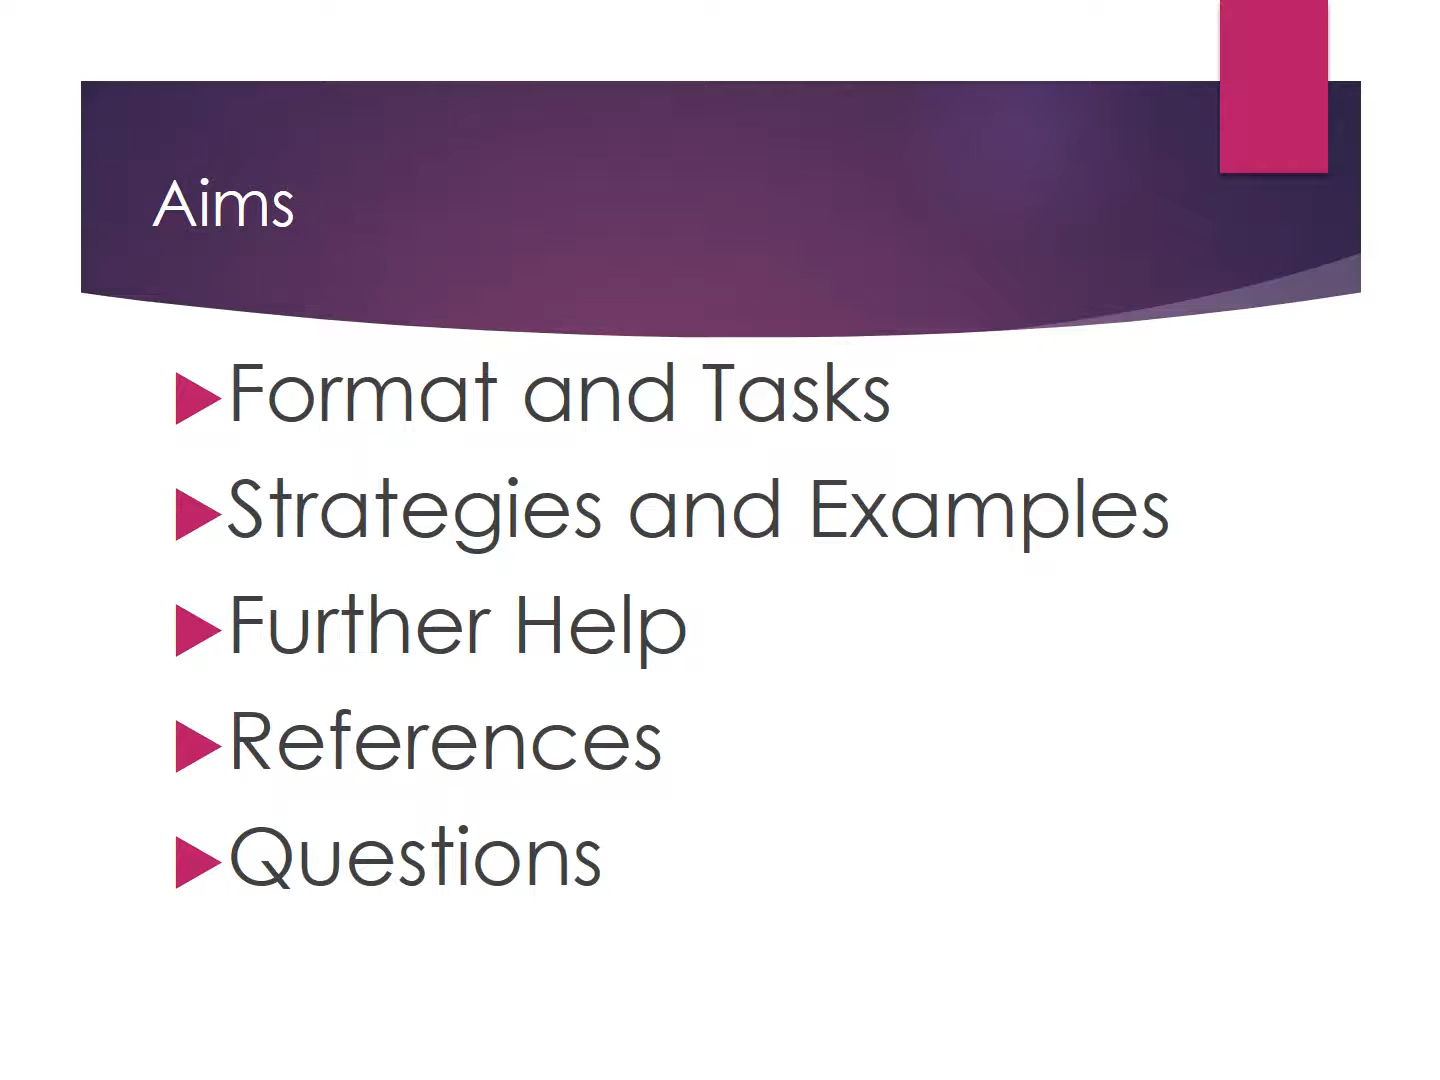 Aims
Format and Tasks
Strategies and Examples
Further Help
References
Questions